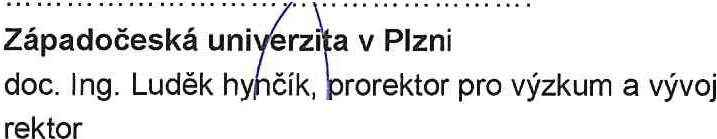 ................................................................
Západočeská univerzita v Plzni
doc. Ing. Luděk hynčík, prorektor pro výzkum a vývoj
rektor